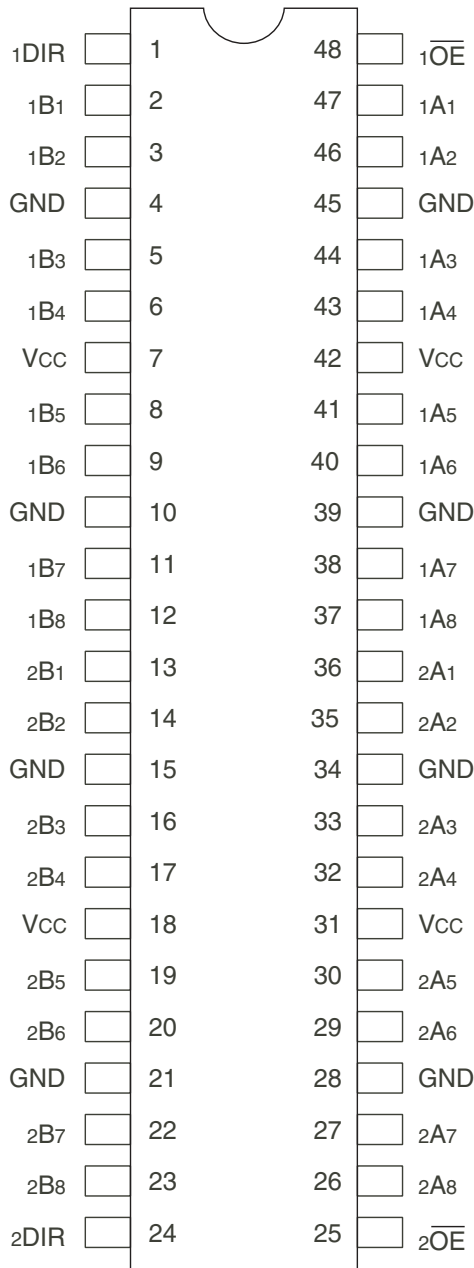 1DIR 1 48 1O̅E̅
1B1 2 47 1A1
1B2 3 46 1A2
GND 4 45 GND
1B3 5 44 1A3
1B4 6 43 1A4
VCC 7 42 VCC
1B5 8 41 1A5
1B6 9 40 1A6
GND 10 39 GND
1B7 11 38 1A7
1B8 12 37 1A8
2B1 13 36 2A1
2B2 14 35 2A2
GND 15 34 GND
2B3 16 33 2A3
2B4 17 32 2A4
VCC 18 31 VCC
2B5 19 30 2A5
2B6 20 29 2A6
GND 21 28 GND
2B7 22 27 2A7
2B8 23 26 2A8
2DIR 24 25 2O̅E̅